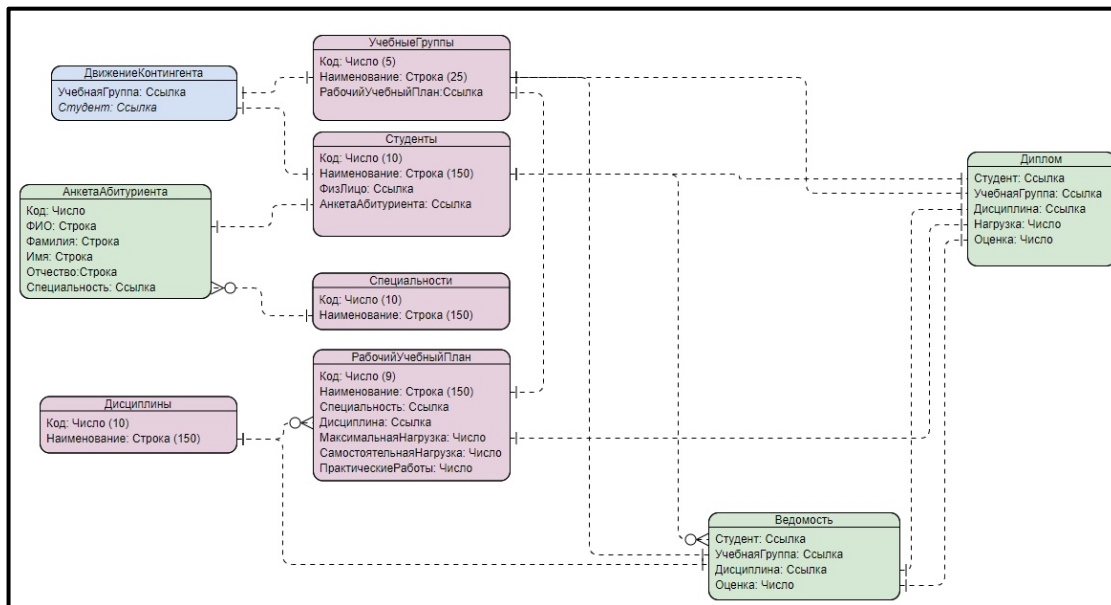 ДвижениеКонтингента
УчебнаяГруппа: Ссылка
Студент: Ссылка
УчебныеГруппы
Код: Число (5)
Наименование: Строка (25)
РабочийУчебныйПлан:Ссылка
Студенты
Код: Число (10)
Наименование: Строка (150)
ФизЛицо: Ссылка
АнкетаАбитуриента: Ссылка
АнкетаАбитуриента
Код: Число
ФИО: Строка
Фамилия: Строка
Имя: Строка
Отчество:Строка
Специальность: Ссылка
Специальности
Код: Число (10)
Наименование: Строка (150)
Диплом
Студент: Ссылка
УчебнаяГруппа: Ссылка
Дисциплина: Ссылка
Нагрузка: Число
Оценка: Число
РабочийУчебныйПлан
Код: Число (9)
Наименование: Строка (150)
Специальность: Ссылка
Дисциплина: Ссылка
МаксимальнаяНагрузка: Число
СамостоятельнаяНагрузка: Число
ПрактическиеРаботы: Число
Дисциплины
Код: Число (10)
Наименование: Строка (150)
Ведомость
Студент: Ссылка
УчебнаяГруппа: Ссылка
Дисциплина: Ссылка
Оценка: Число